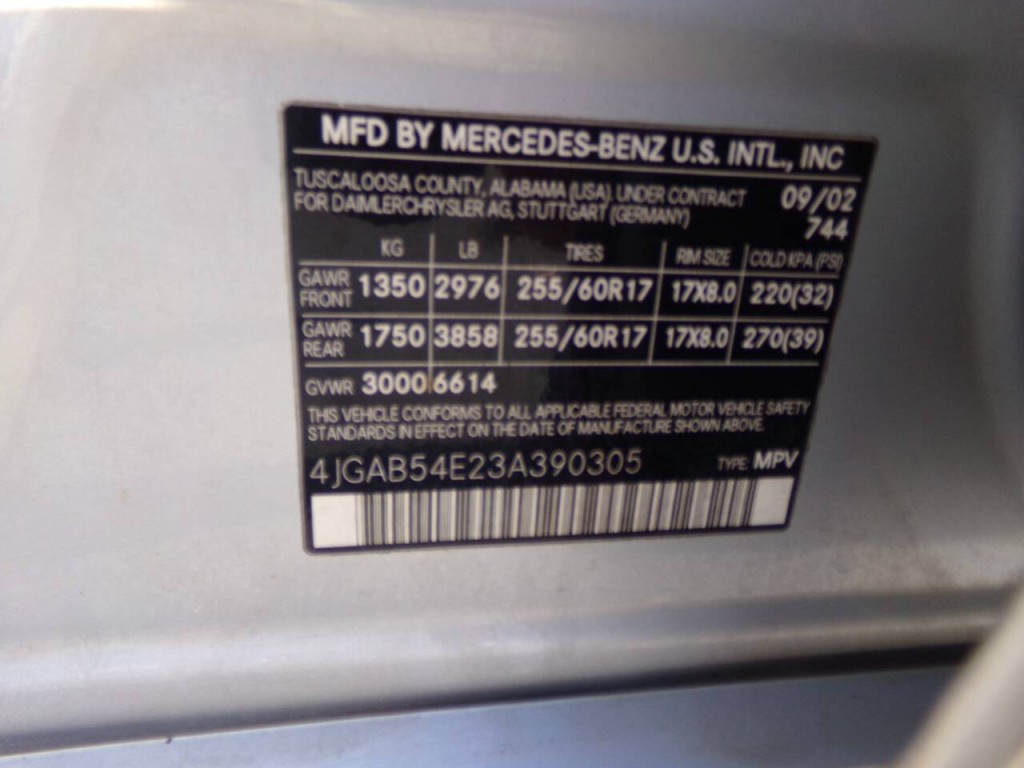 MFD BY MERCEDES-BENZ U.S. INTL., INC
TUSCALOOSA COUNTY, ALABAMA (USA) UNDER CONTRACT 09/02
FOR DAIMLERCHRYSLER AG, STUTTGART (GERMANY) 744
KG LB TIRES RIM SIZE COLD KPA (PSI)
GAWR FRONT 1350 2976 255/60R17 17X8.0 220(32)
GAWR REAR 1750 3858 255/60R17 17X8.0 270(39)
GVWR 3000 6614
THIS VEHICLE CONFORMS TO ALL APPLICABLE FEDERAL MOTOR VEHICLE SAFETY
STANDARDS IN EFFECT ON THE DATE OF MANUFACTURE SHOWN ABOVE.
4JGAB54E23A390305 TYPE: MPV